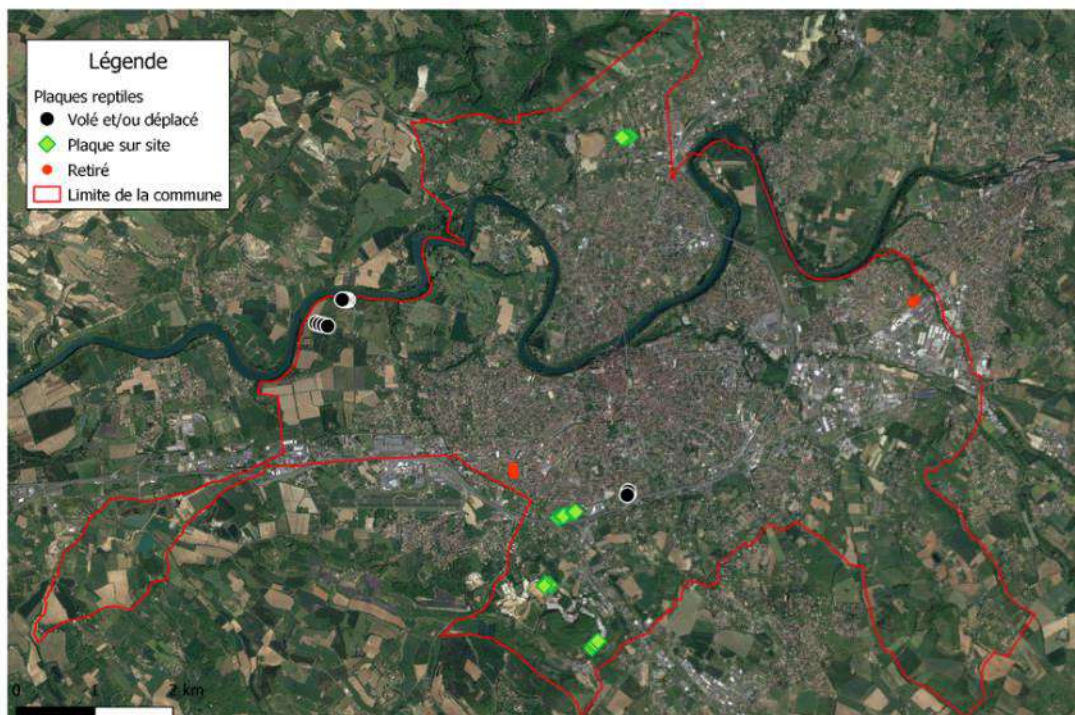 Légende
Plaques reptiles
Volé et/ou déplacé
Plaque sur site
Retiré
Limite de la commune
0 1 2 km